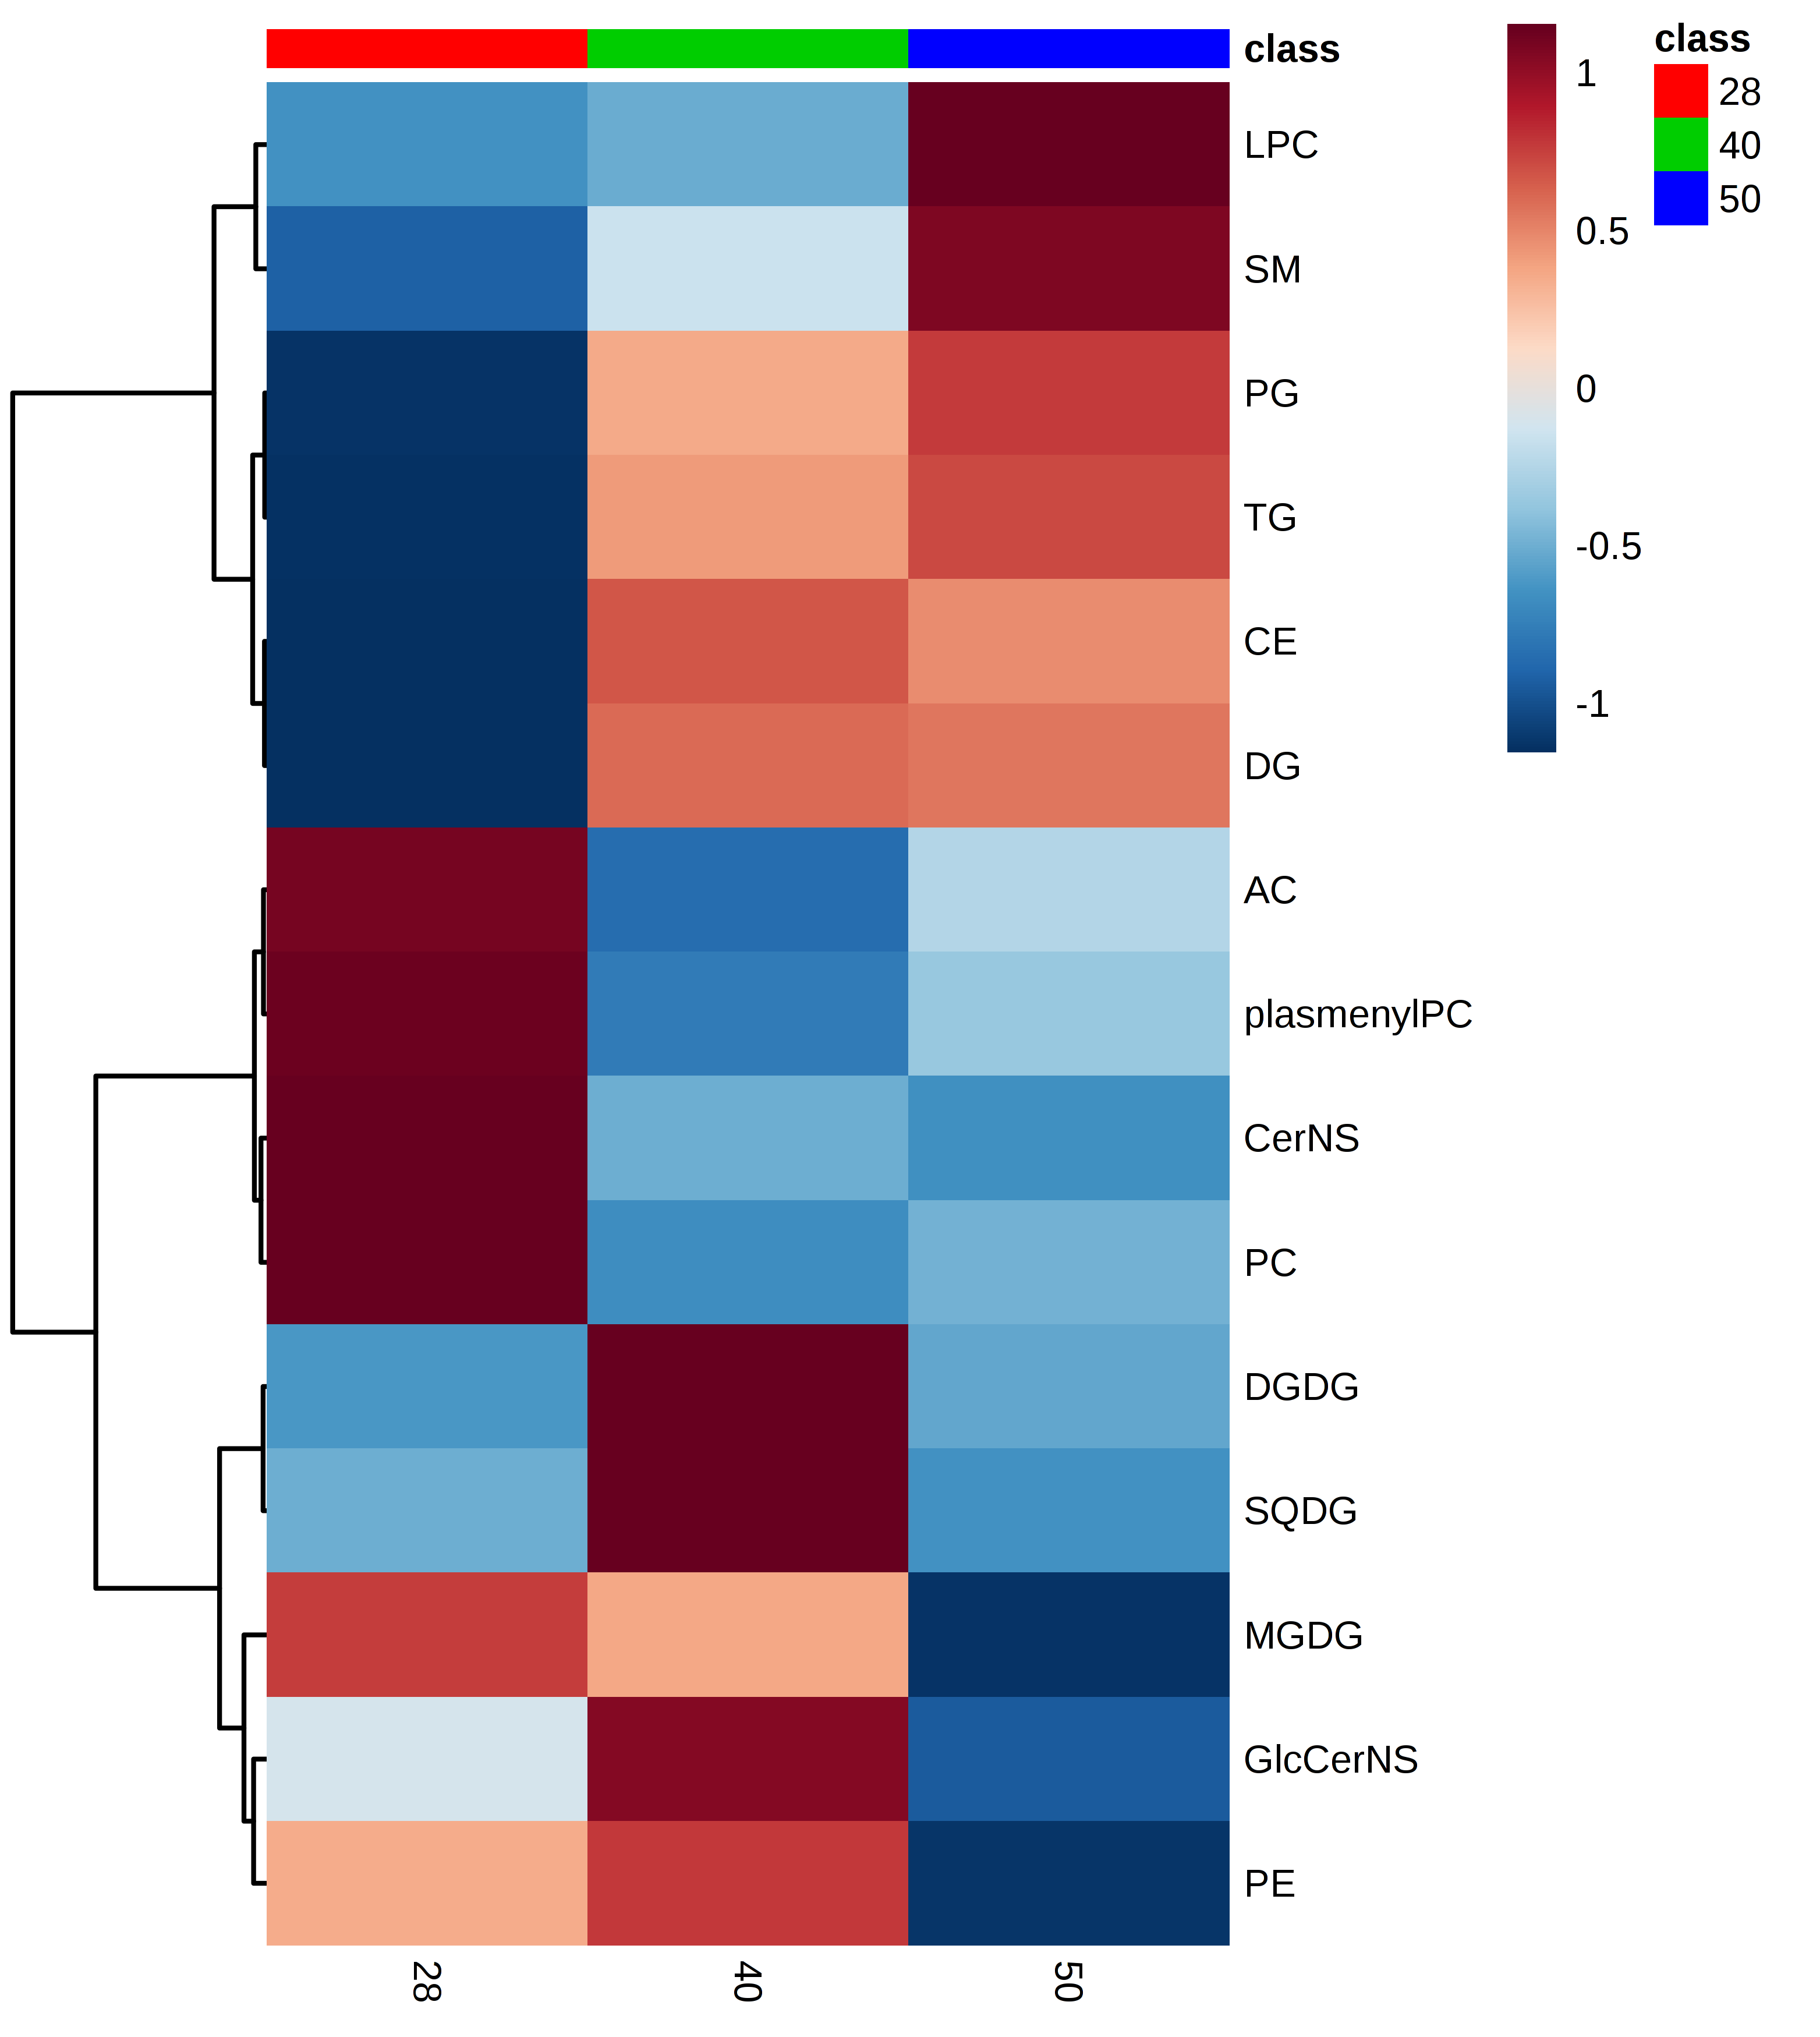 class
LPC
SM
PG
TG
CE
DG
AC
plasmenylPC
CerNS
PC
DGDG
SQDG
MGDG
GlcCerNS
PE
28
40
50
1
0.5
0
-0.5
-1
class
28
40
50